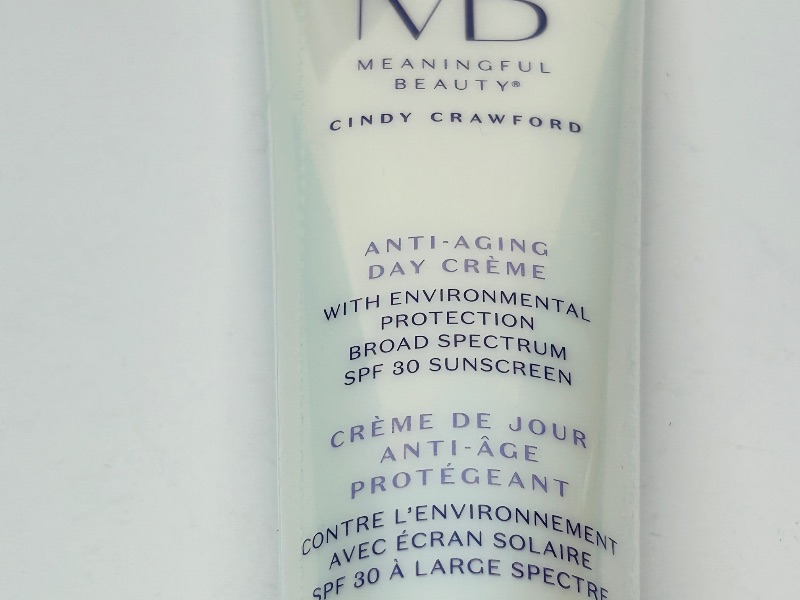 MB
MEANINGFUL
BEAUTY®
CINDY CRAWFORD
ANTI-AGING
DAY CRÈME
WITH ENVIRONMENTAL
PROTECTION
BROAD SPECTRUM
SPF 30 SUNSCREEN
CRÈME DE JOUR
ANTI-ÂGE
PROTÉGEANT
CONTRE L'ENVIRONNEMENT
AVEC ÉCRAN SOLAIRE
SPF 30 À LARGE SPECTRE